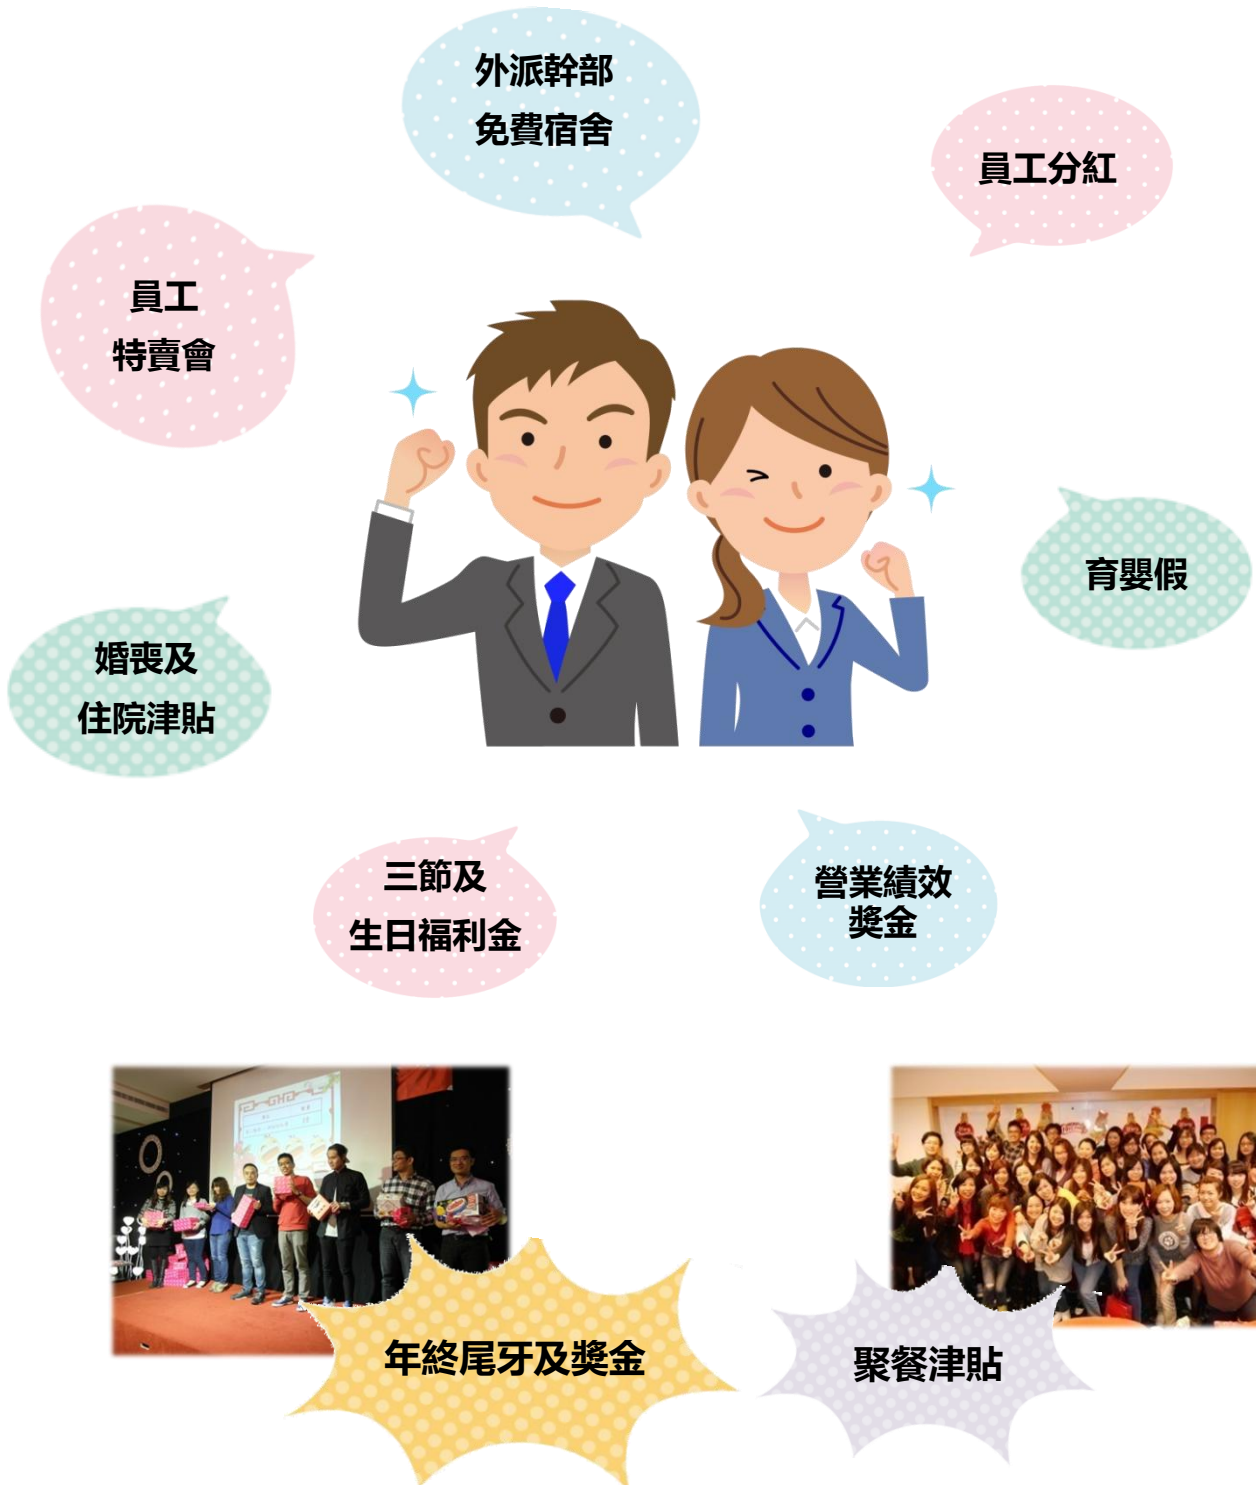 外派幹部
免費宿舍
員工分紅
員工
特賣會
育嬰假
婚喪及
住院津貼
三節及
生日福利金
營業績效
獎金
年終尾牙及獎金
聚餐津貼